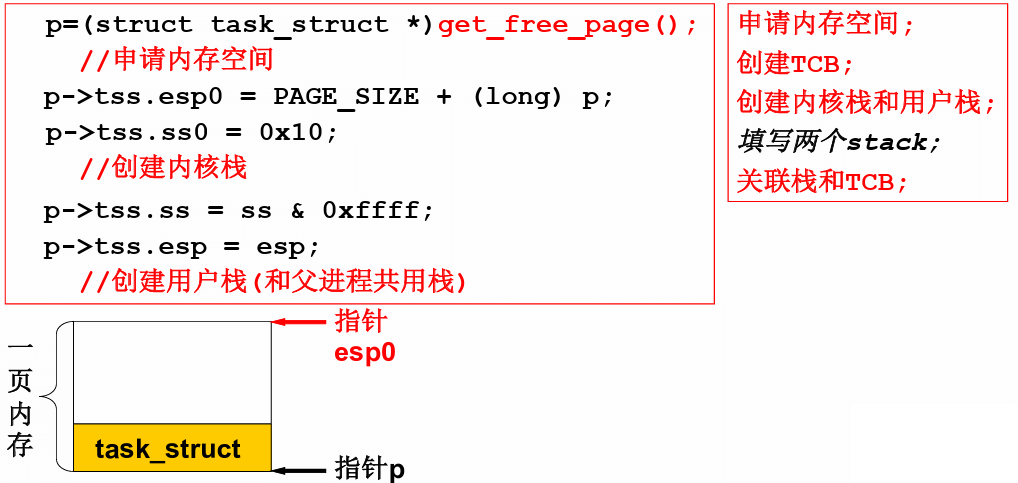 p=(struct task_struct *)get_free_page();
//申请内存空间
p->tss.esp0 = PAGE_SIZE + (long) p;
p->tss.ss0 = 0x10;
//创建内核栈
p->tss.ss = ss & 0xffff;
p->tss.esp = esp;
//创建用户栈(和父进程共用栈)
申请内存空间;
创建TCB;
创建内核栈和用户栈;
填写两个stack;
关联栈和TCB;
一页内存
指针
esp0
task_struct
指针p